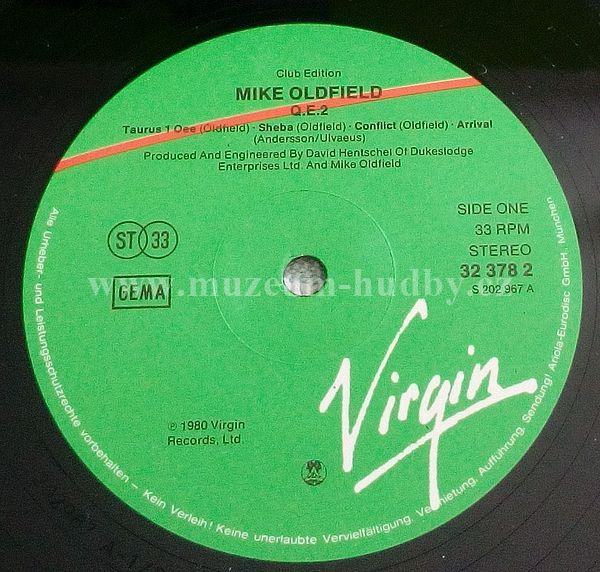 Club Edition
MIKE OLDFIELD
Q.E.2
Taurus 1 Oee (Oldfield) · Sheba (Oldfield) · Conflict (Oldfield) · Arrival
(Andersson/Ulvaeus)
Produced And Engineered By David Hentschel Of Dukeslodge
Enterprises Ltd. And Mike Oldfield
ST 33
GEMA
SIDE ONE
33 RPM
STEREO
32 378 2
S 202 967 A
www.muzeum-hudby.
Virgin
℗ 1980 Virgin
Records, Ltd.
Alle Urheber- und Leistungsschutzrechte vorbehalten – Kein Verleih! Keine unerlaubte Vervielfältigung, Vermietung, Aufführung, Sendung! Ariola-Eurodisc GmbH, München